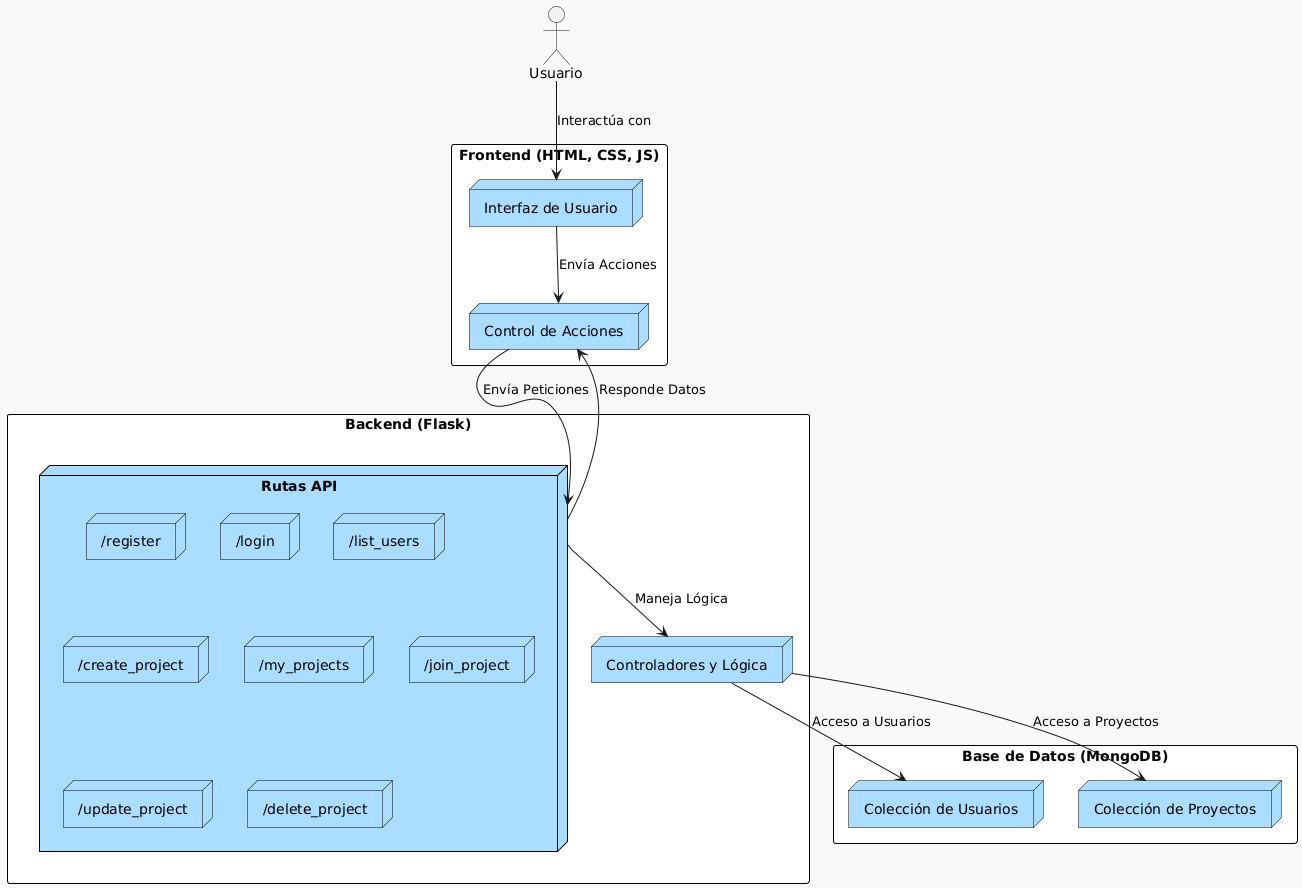 Usuario
Interactúa con
Frontend (HTML, CSS, JS)
Interfaz de Usuario
Envía Acciones
Control de Acciones
Envía Peticiones
Responde Datos
Backend (Flask)
Rutas API
/register
/login
/list_users
Maneja Lógica
/create_project
/my_projects
/join_project
Controladores y Lógica
Acceso a Usuarios
Acceso a Proyectos
Base de Datos (MongoDB)
/update_project
/delete_project
Colección de Usuarios
Colección de Proyectos